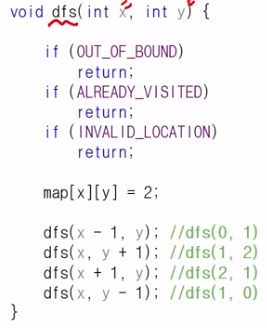 void dfs(int x, int y) {
if (OUT_OF_BOUND)
return;
if (ALREADY_VISITED)
return;
if (INVALID_LOCATION)
return;
map[x][y] = 2;
dfs(x - 1, y); //dfs(0, 1)
dfs(x, y + 1); //dfs(1, 2)
dfs(x + 1, y); //dfs(2, 1)
dfs(x, y - 1); //dfs(1, 0)
}